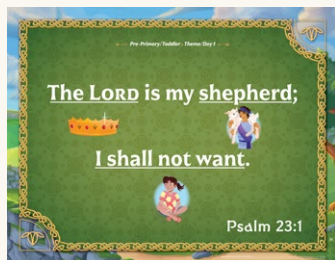 Pre-Primary/Toddler - Theme/Day 1
The LORD is my shepherd;
I shall not want.
Psalm 23:1